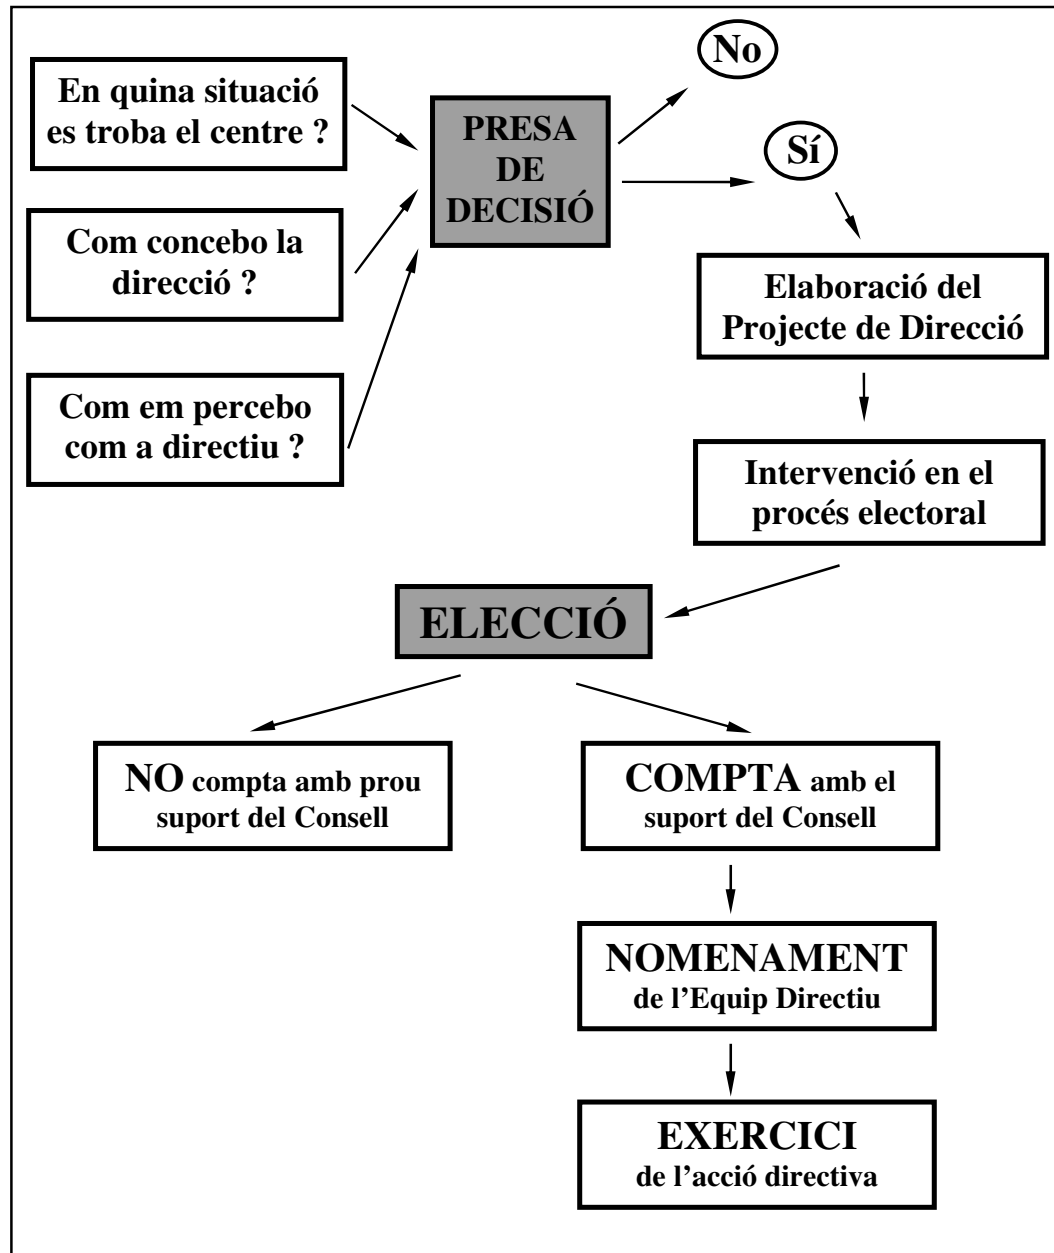 En quina situació
es troba el centre ?
Com concebo la
direcció ?
Com em percebo
com a directiu ?
PRESA
DE
DECISIÓ
No
Sí
Elaboració del
Projecte de Direcció
Intervenció en el
procés electoral
ELECCIÓ
NO compta amb prou
suport del Consell
COMPTA amb el
suport del Consell
NOMENAMENT
de l’Equip Directiu
EXERCICI
de l’acció directiva